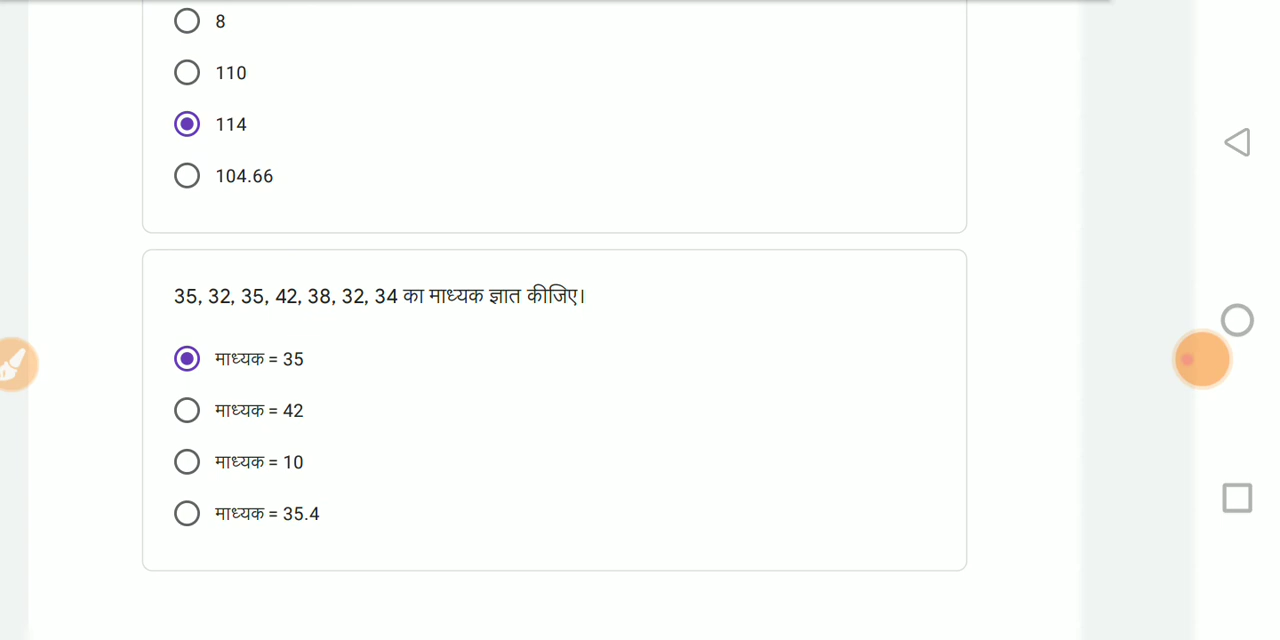 8
110
114
104.66
35, 32, 35, 42, 38, 32, 34 का माध्यक ज्ञात कीजिए।
माध्यक = 35
माध्यक = 42
माध्यक = 10
माध्यक = 35.4